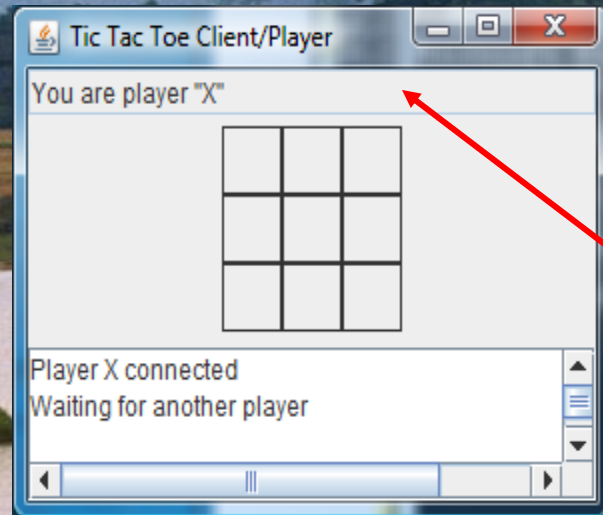 Tic Tac Toe Client/Player
You are player "X"
Player X connected
Waiting for another player